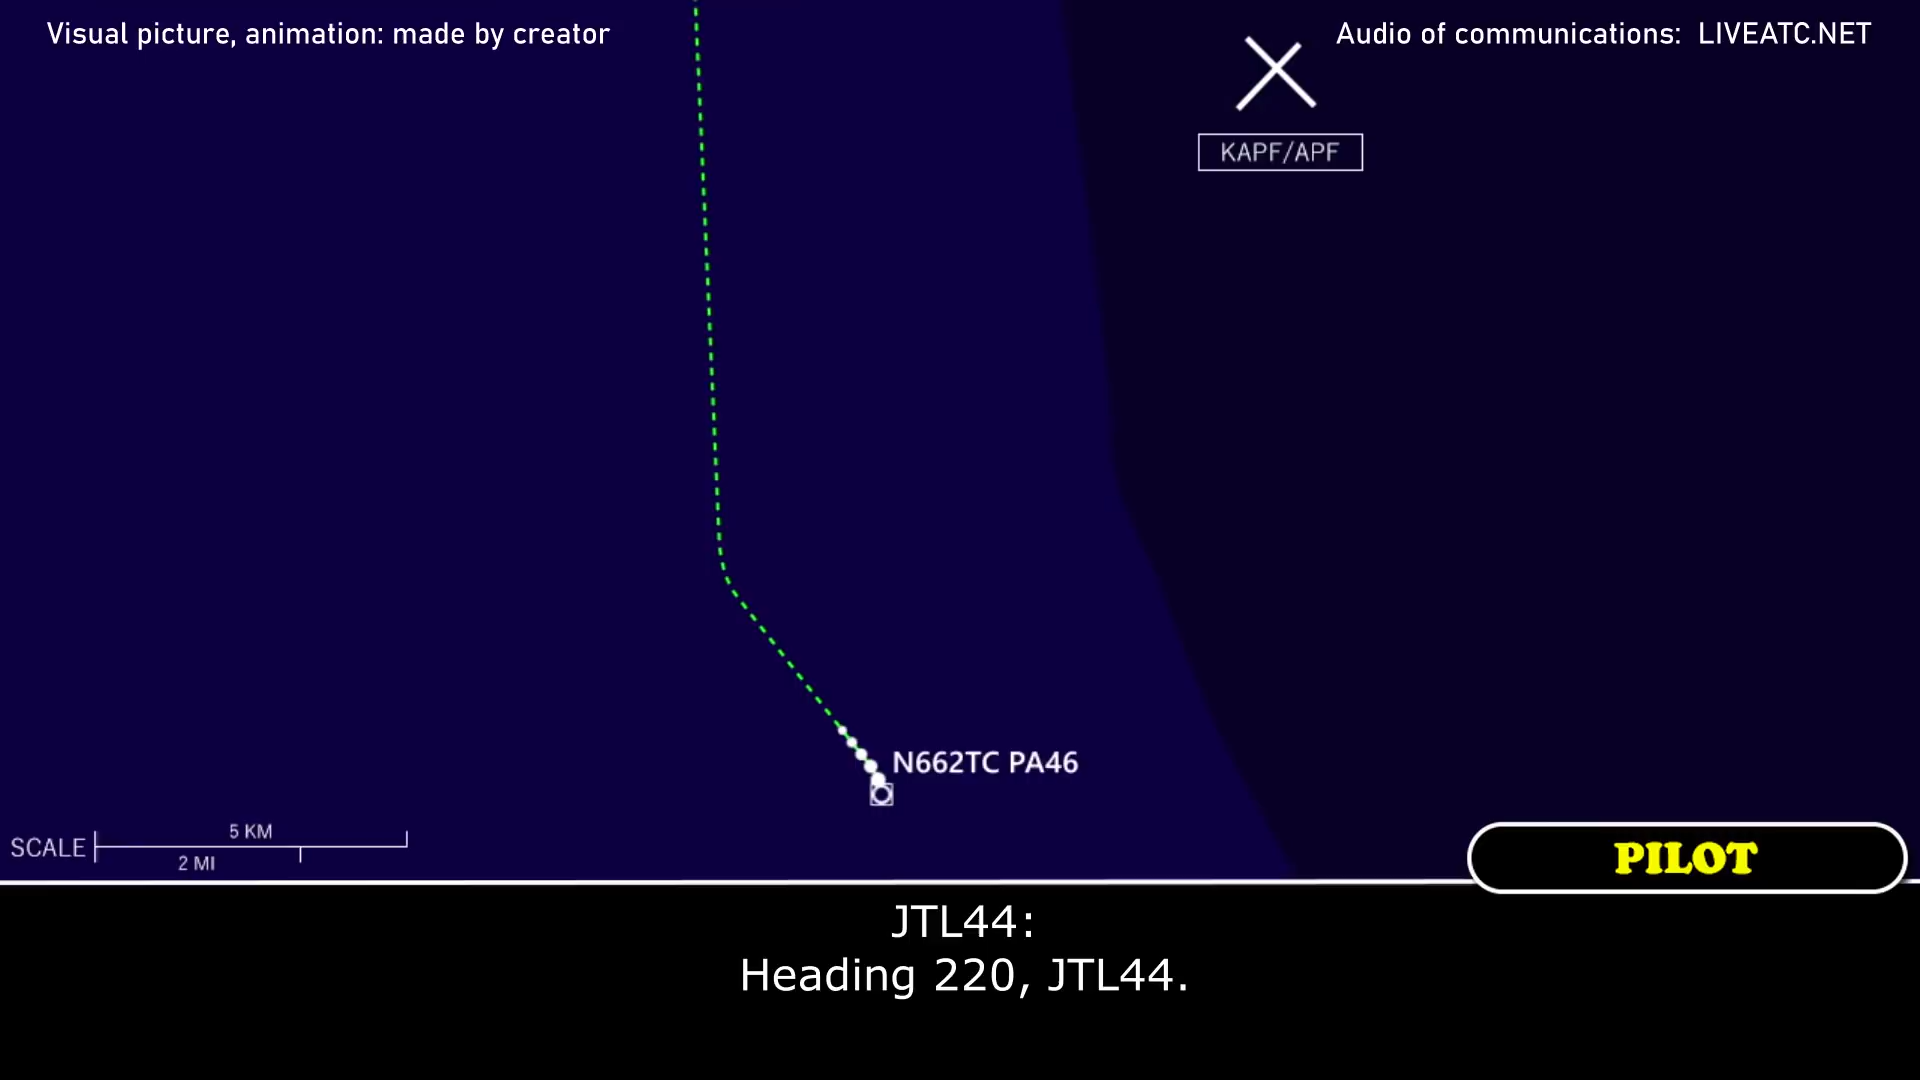 Visual picture, animation: made by creator
Audio of communications: LIVEATC.NET
KAPF/APF
N662TC PA46
SCALE
5 KM
2 MI
PILOT
JTL44:
Heading 220, JTL44.